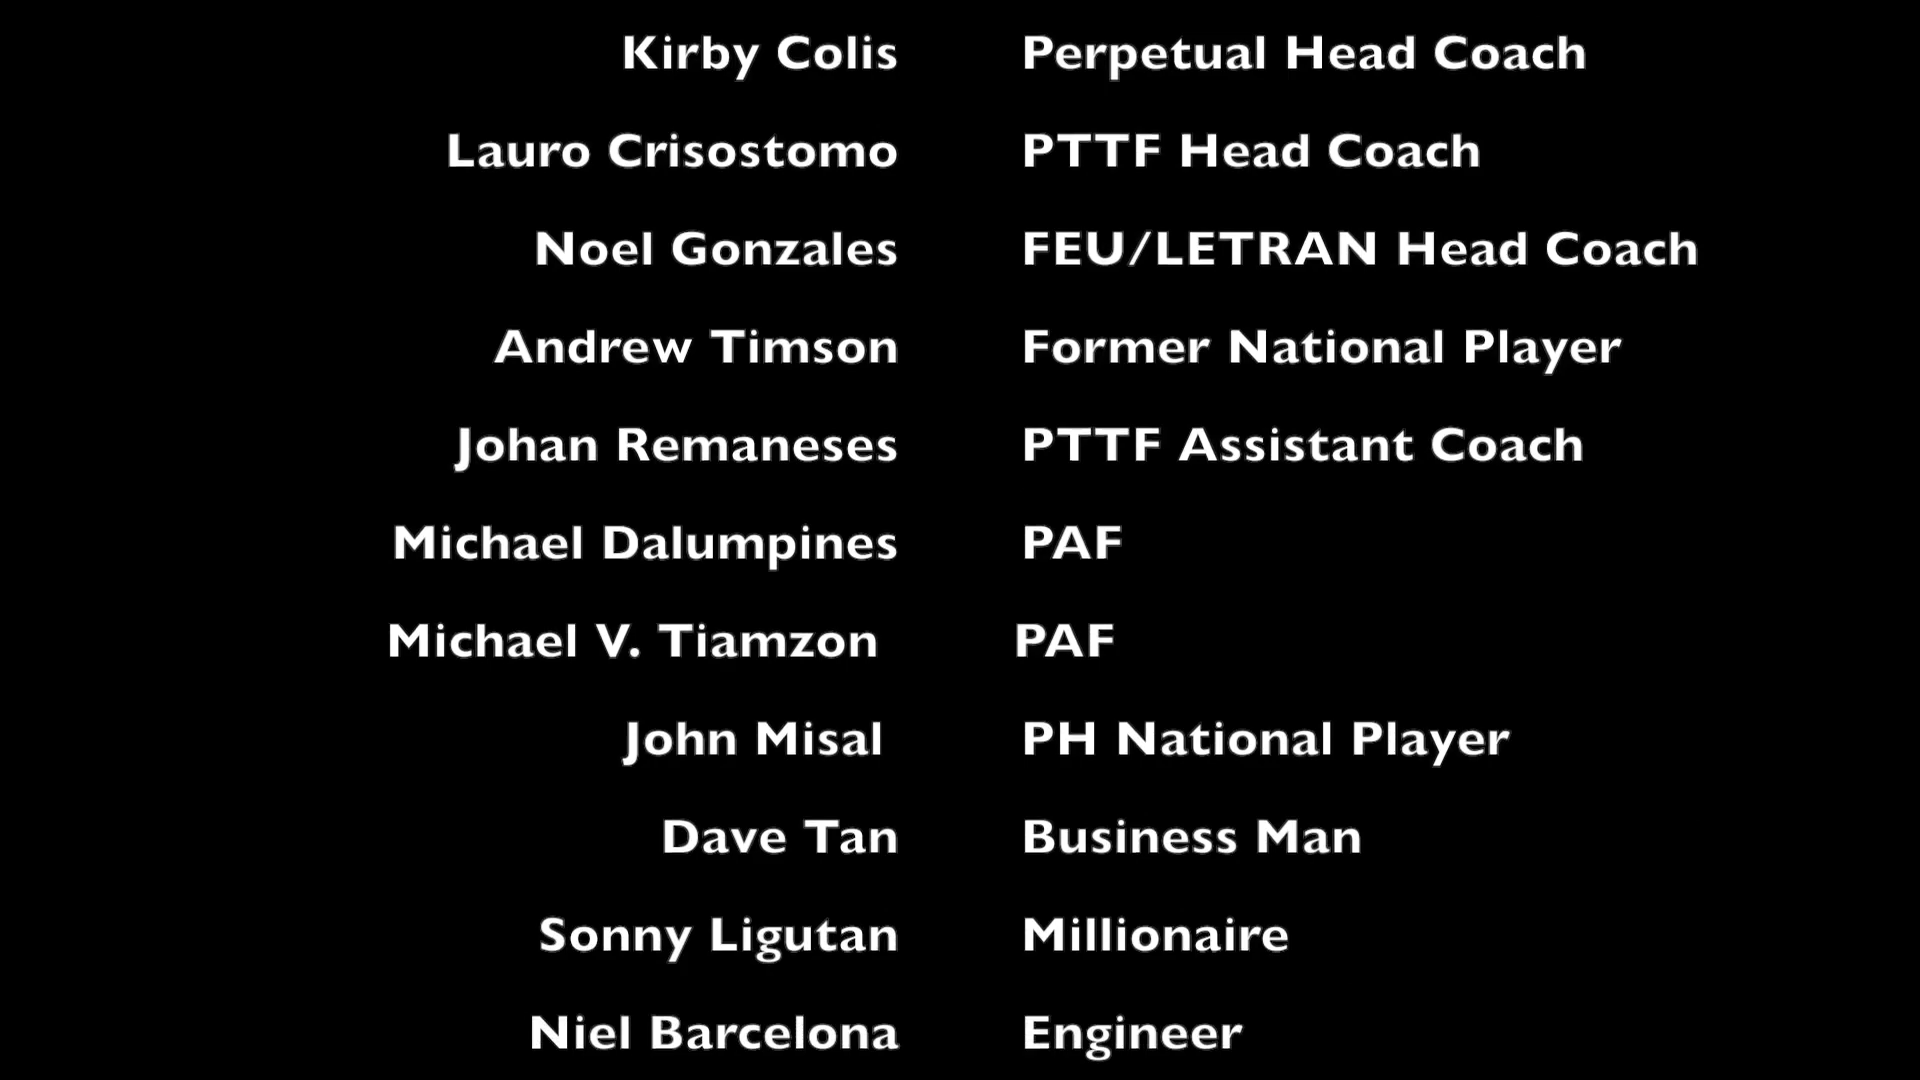 Kirby Colis Perpetual Head Coach
Lauro Crisostomo PTTF Head Coach
Noel Gonzales FEU/LETRAN Head Coach
Andrew Timson Former National Player
Johan Remaneses PTTF Assistant Coach
Michael Dalumpines PAF
Michael V. Tiamzon PAF
John Misal PH National Player
Dave Tan Business Man
Sonny Ligutan Millionaire
Niel Barcelona Engineer